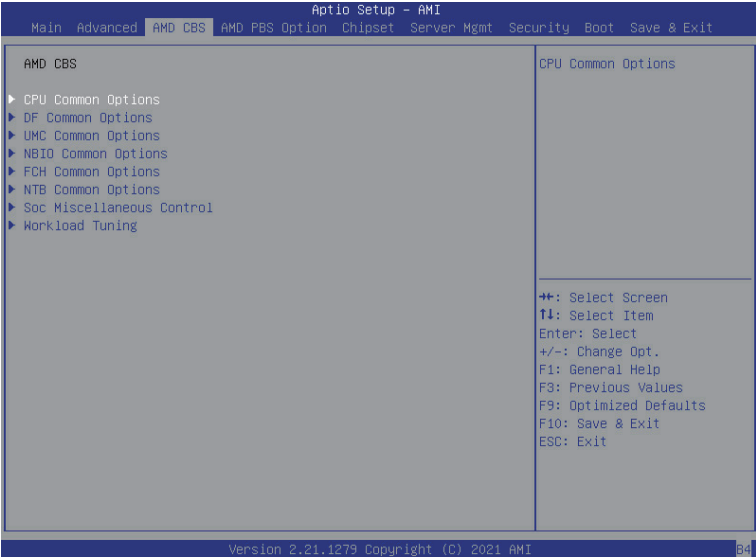 Aptio Setup – AMI
Main Advanced AMD CBS AMD PBS Option Chipset Server Mgmt Security Boot Save & Exit
AMD CBS
CPU Common Options
DF Common Options
UMC Common Options
NBIO Common Options
FCH Common Options
NTB Common Options
Soc Miscellaneous Control
Workload Tuning
CPU Common Options
→←: Select Screen
↑↓: Select Item
Enter: Select
+/-: Change Opt.
F1: General Help
F3: Previous Values
F9: Optimized Defaults
F10: Save & Exit
ESC: Exit
Version 2.21.1279 Copyright (C) 2021 AMI
B4